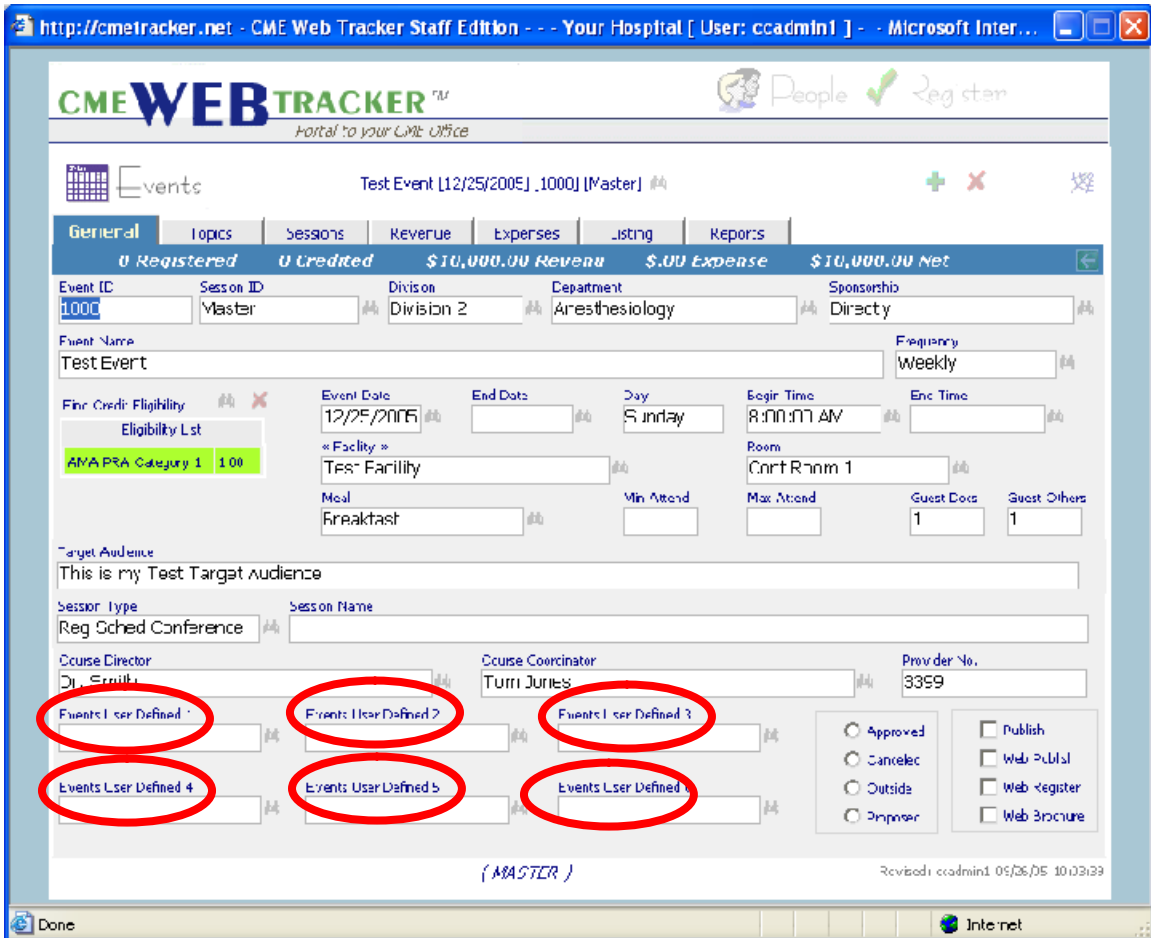 http://cmetracker.net - CME Web Tracker Staff Edition - - - Your Hospital [ User: ccadmin1 ] - - Microsoft Inter...
CME WEB TRACKER TM
Portal to your CME Office
People Register
Events
Test Event [12/25/2005] [1000] [Master]
General Topics Sessions Revenue Expenses Listing Reports
0 Registered 0 Credited $10,000.00 Revenu $.00 Expense $10,000.00 Net
Event ID Session ID Division Department Sponsorship
1000 Master Division 2 Anesthesiology Directly
Event Name Frequency
Test Event Weekly
Find Credit Eligibility Event Date End Date Day Begin Time End Time
Eligibility List 12/25/2005 Sunday 8:00:00 AM
AMA PRA Category 1 1.00
« Facility » Room
Test Facility Conf Room 1
Meal Min Attend Max Attend Guest Docs Guest Others
Breakfast 1 1
Target Audience
This is my Test Target Audience
Session Type Session Name
Reg Sched Conference
Course Director Course Coordinator Provider No.
Dr. Smith Tom Jones 3399
Events User Defined 1 Events User Defined 2 Events User Defined 3
Approved Publish
Canceled Web Publish
Events User Defined 4 Events User Defined 5 Events User Defined 6
Outside Web Register
Proposed Web Brochure
( MASTER ) Revised: ccadmin1 09/26/05 10:03:39
Done Internet